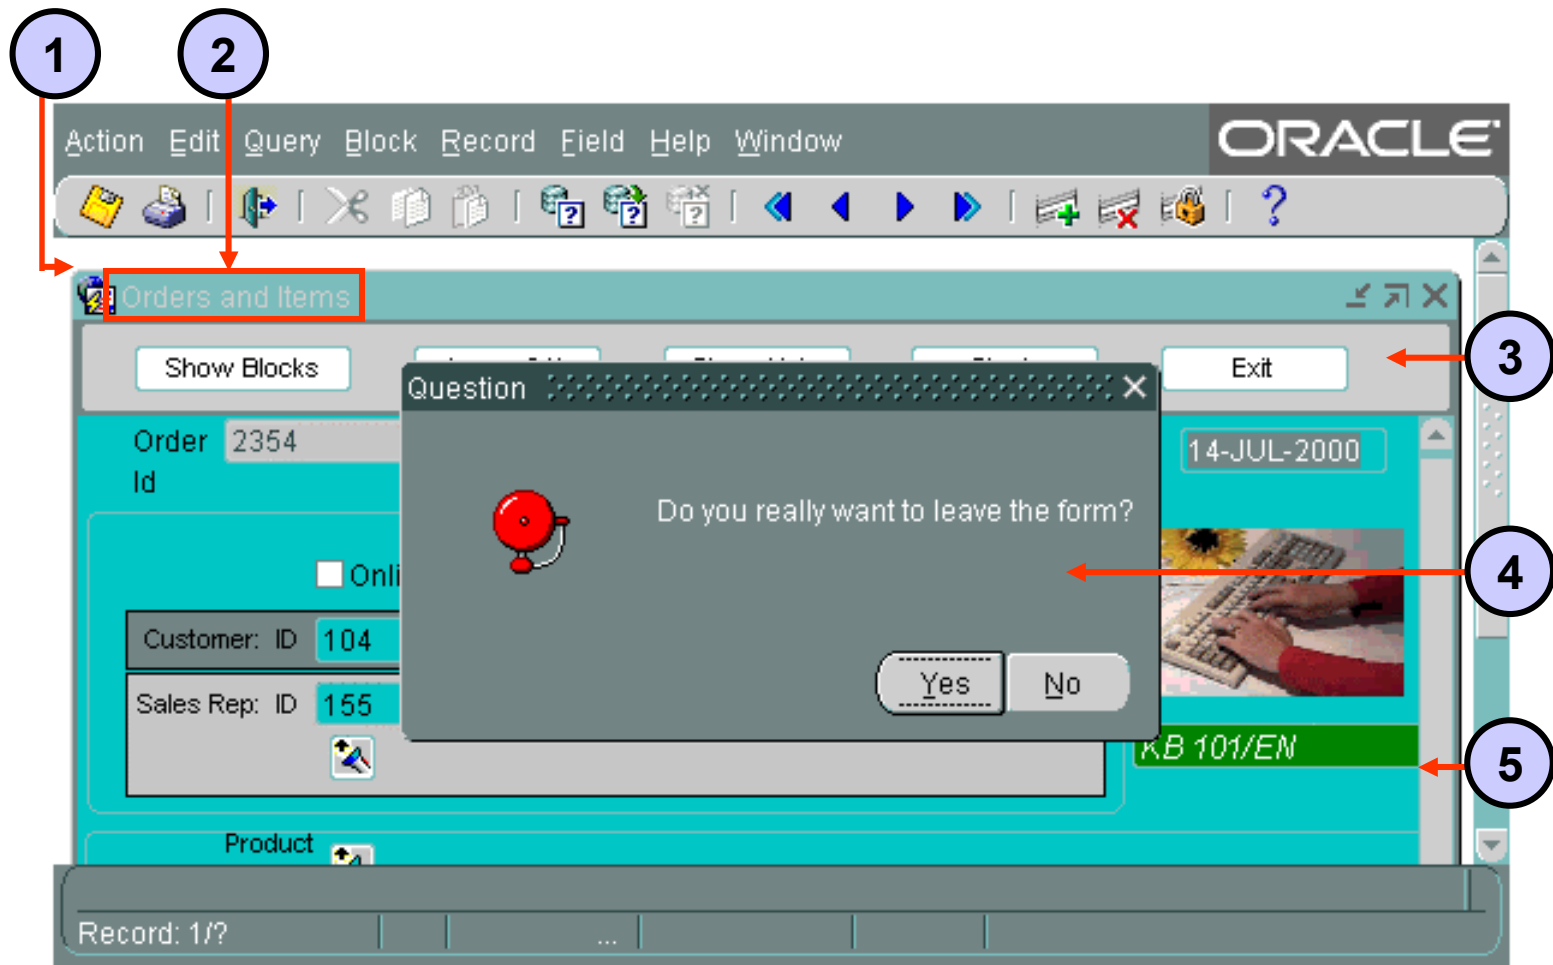 1 2
Action Edit Query Block Record Field Help Window
ORACLE
Orders and Items
Show Blocks
Exit
3
Question
Order Id
2354
14-JUL-2000
Do you really want to leave the form?
4
Customer: ID 104
Sales Rep: ID 155
Yes No
KB 101/EN
5
Product
Record: 1/?
...